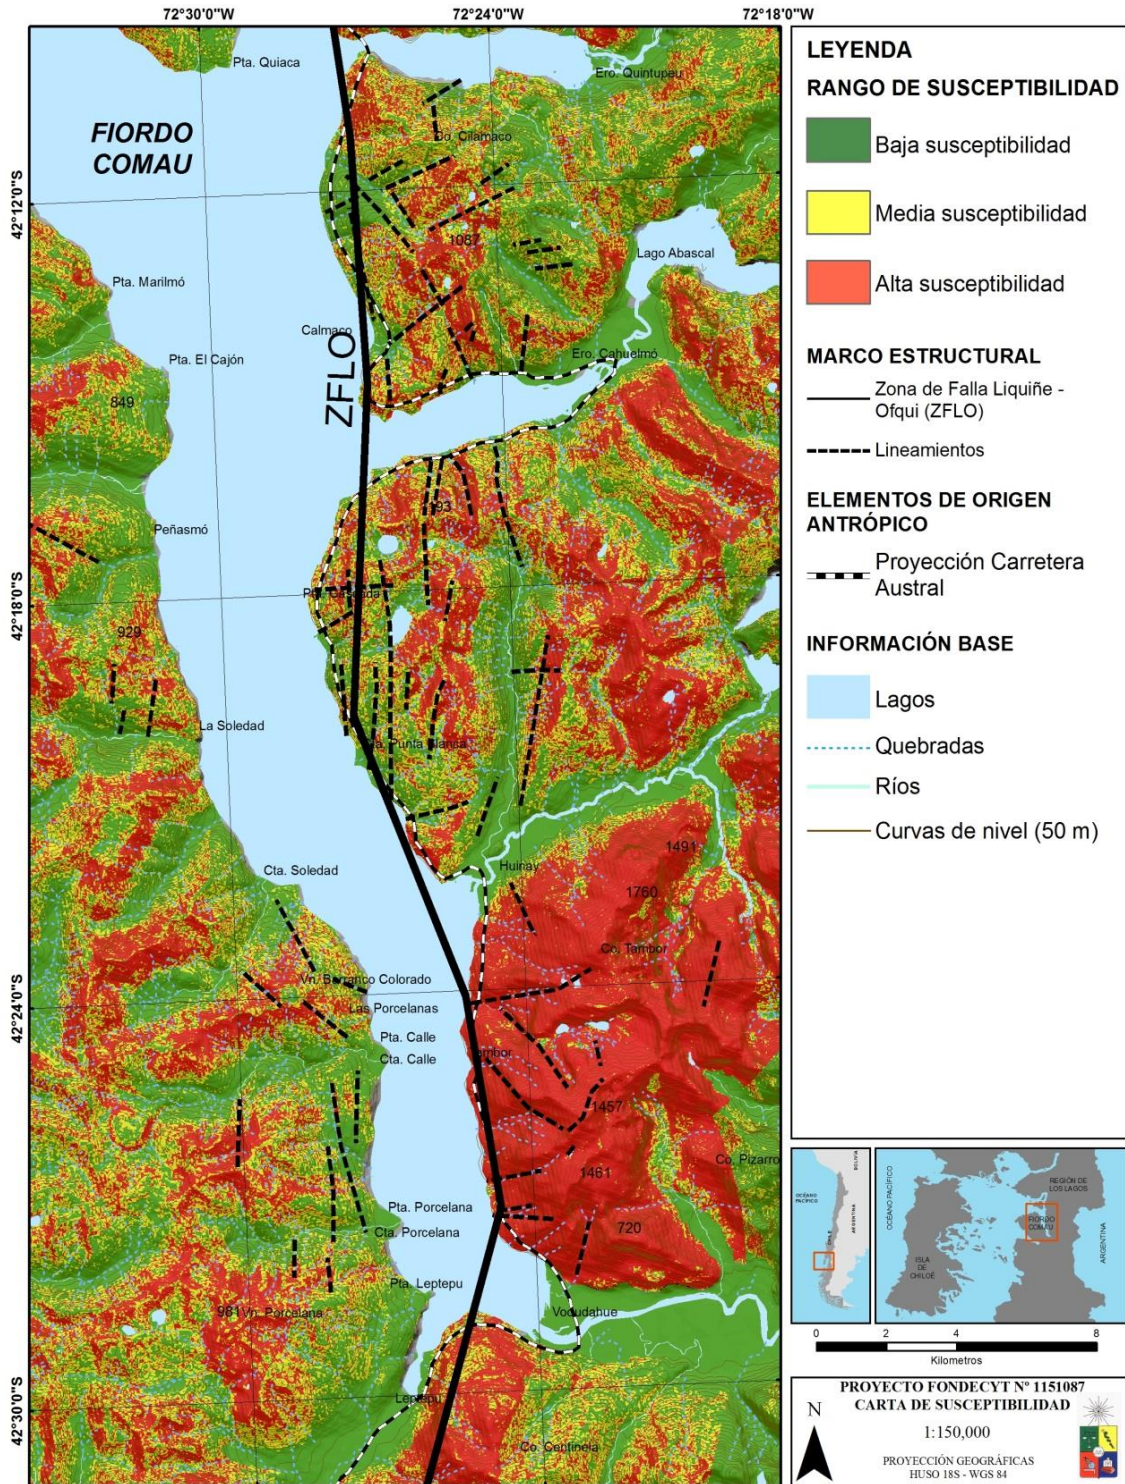 72°30'0"W
72°24'0"W
72°18'0"W
42°12'0"S
42°18'0"S
42°24'0"S
42°30'0"S
Pta. Quiaca
Ero. Quintupeu
FIORDO
COMAU
Co. Cilamaco
1087
Lago Abascal
Pta. Marilmó
Calmaco
ZFLO
Pta. El Cajón
Ero. Cahuelmó
849
Peñasmó
929
La Soledad
Huinay
1491
Cta. Soledad
1760
Co. Tambor
Vn. Barranco Colorado
Las Porcelanas
Pta. Calle
Cta. Calle
1457
1461
Co. Pizarro
Pta. Porcelana
Cta. Porcelana
720
Pta. Leptepu
981
Vn. Porcelana
Vodudahue
Leptepu
Co. Centinela
LEYENDA
RANGO DE SUSCEPTIBILIDAD
Baja susceptibilidad
Media susceptibilidad
Alta susceptibilidad
MARCO ESTRUCTURAL
Zona de Falla Liquiñe -
Ofqui (ZFLO)
Lineamientos
ELEMENTOS DE ORIGEN
ANTRÓPICO
Proyección Carretera
Austral
INFORMACIÓN BASE
Lagos
Quebradas
Ríos
Curvas de nivel (50 m)
OCÉANO
PACÍFICO
BOLIVIA
CHILE
ARGENTINA
OCÉANO PACÍFICO
REGIÓN DE
LOS LAGOS
FIORDO
COMAU
ISLA
DE
CHILOÉ
ARGENTINA
0 2 4 8
Kilometros
N
PROYECTO FONDECYT Nº 1151087
CARTA DE SUSCEPTIBILIDAD
1:150,000
PROYECCIÓN GEOGRÁFICAS
HUSO 18S - WGS 84